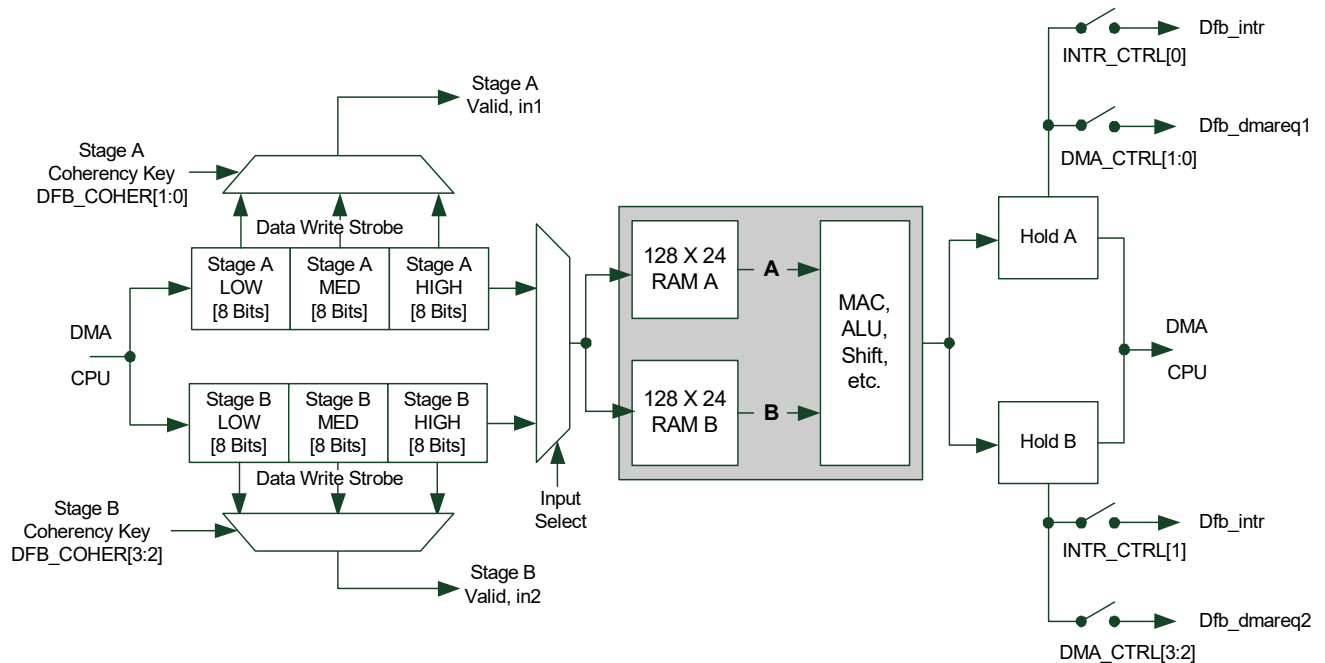 Dfb_intr
INTR_CTRL[0]
Stage A
Valid, in1
Dfb_dmareq1
DMA_CTRL[1:0]
Stage A
Coherency Key
DFB_COHER[1:0]
Data Write Strobe
Stage A
LOW
[8 Bits]
Stage A
MED
[8 Bits]
Stage A
HIGH
[8 Bits]
128 X 24
RAM A
A
Hold A
MAC,
ALU,
Shift,
etc.
DMA
CPU
DMA
CPU
Stage B
LOW
[8 Bits]
Stage B
MED
[8 Bits]
Stage B
HIGH
[8 Bits]
128 X 24
RAM B
B
Hold B
Data Write Strobe
Input
Select
Stage B
Coherency Key
DFB_COHER[3:2]
Stage B
Valid, in2
Dfb_intr
INTR_CTRL[1]
Dfb_dmareq2
DMA_CTRL[3:2]